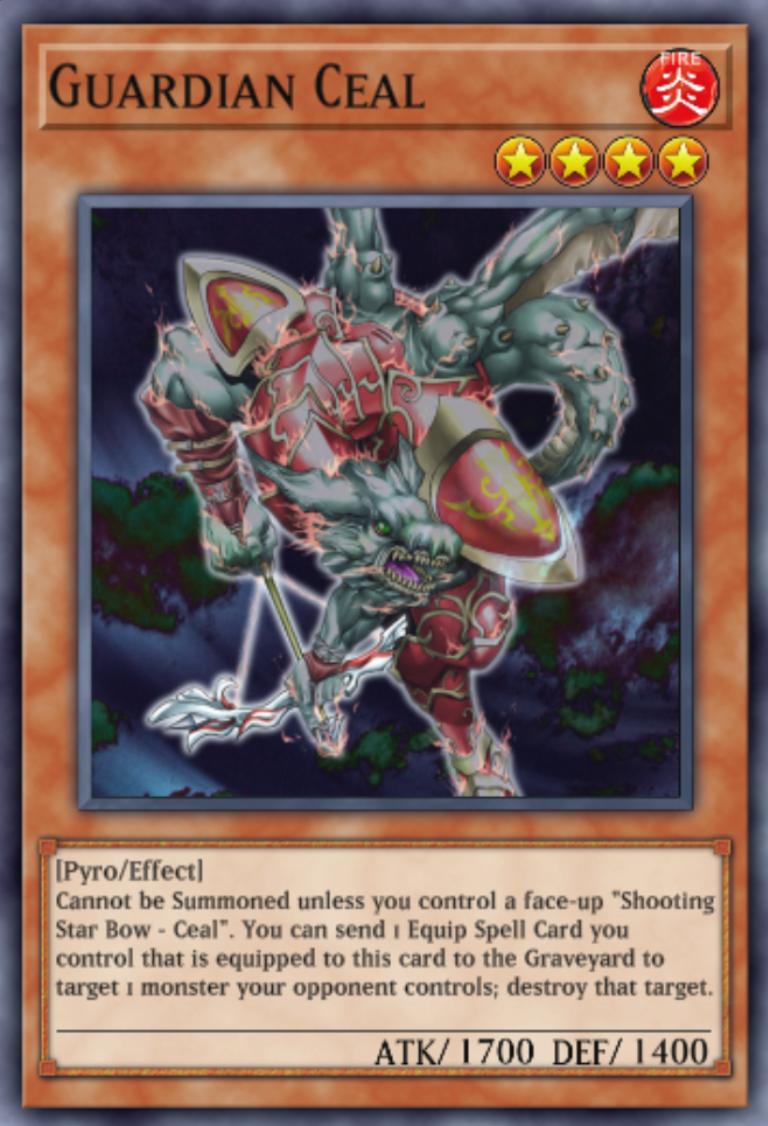 Guardian Ceal
FIRE
炎
[Pyro/Effect]
Cannot be Summoned unless you control a face-up "Shooting
Star Bow - Ceal". You can send 1 Equip Spell Card you
control that is equipped to this card to the Graveyard to
target 1 monster your opponent controls; destroy that target.
ATK/ 1700 DEF/ 1400